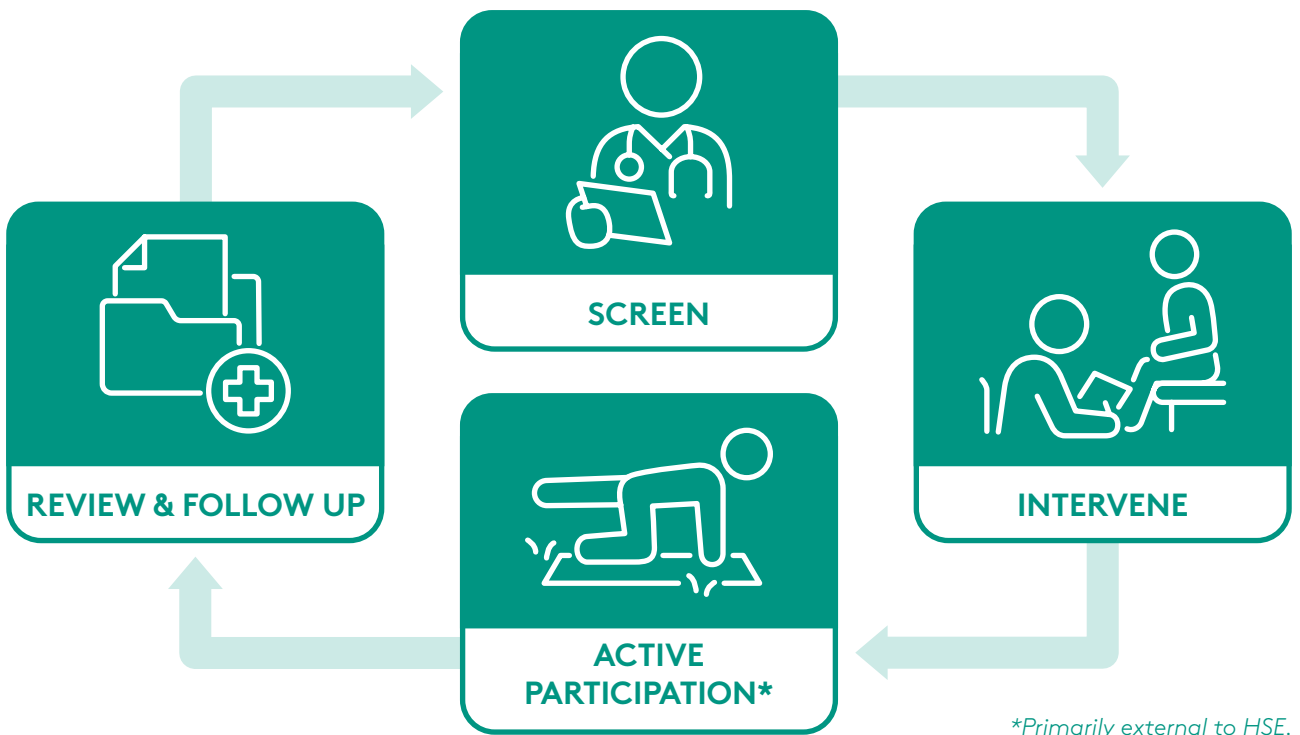 SCREEN
REVIEW & FOLLOW UP
INTERVENE
ACTIVE
PARTICIPATION*
*Primarily external to HSE.